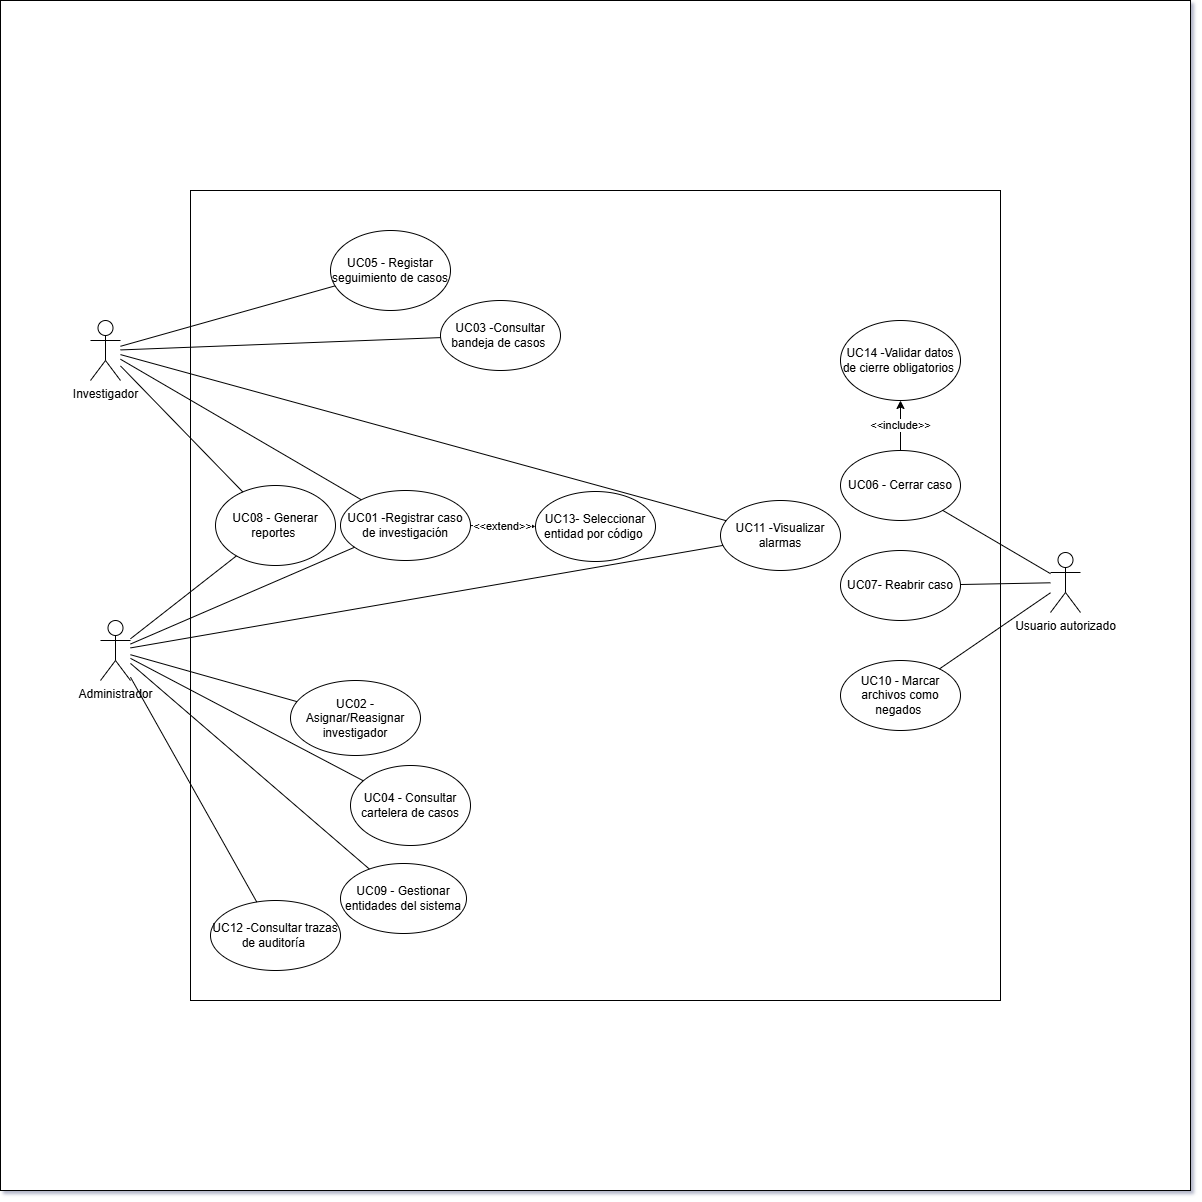 UC05 - Registar
seguimiento de casos
UC03 -Consultar
bandeja de casos
Investigador
UC14 -Validar datos
de cierre obligatorios
<<include>>
UC06 - Cerrar caso
UC08 - Generar
reportes
UC01 -Registrar caso
de investigación
<<extend>>
UC13- Seleccionar
entidad por código
UC11 -Visualizar
alarmas
UC07- Reabrir caso
Usuario autorizado
Administrador
UC10 - Marcar
archivos como
negados
UC02 -
Asignar/Reasignar
investigador
UC04 - Consultar
cartelera de casos
UC09 - Gestionar
entidades del sistema
UC12 -Consultar trazas
de auditoría